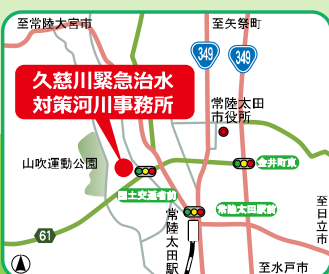 至常陸大宮市
至矢祭町
349
349
久慈川緊急治水
対策河川事務所
常陸太田
市役所
山吹運動公園
金井町東
国土交通省前
常陸太田駅前
61
常陸太田駅
至日立市
至水戸市